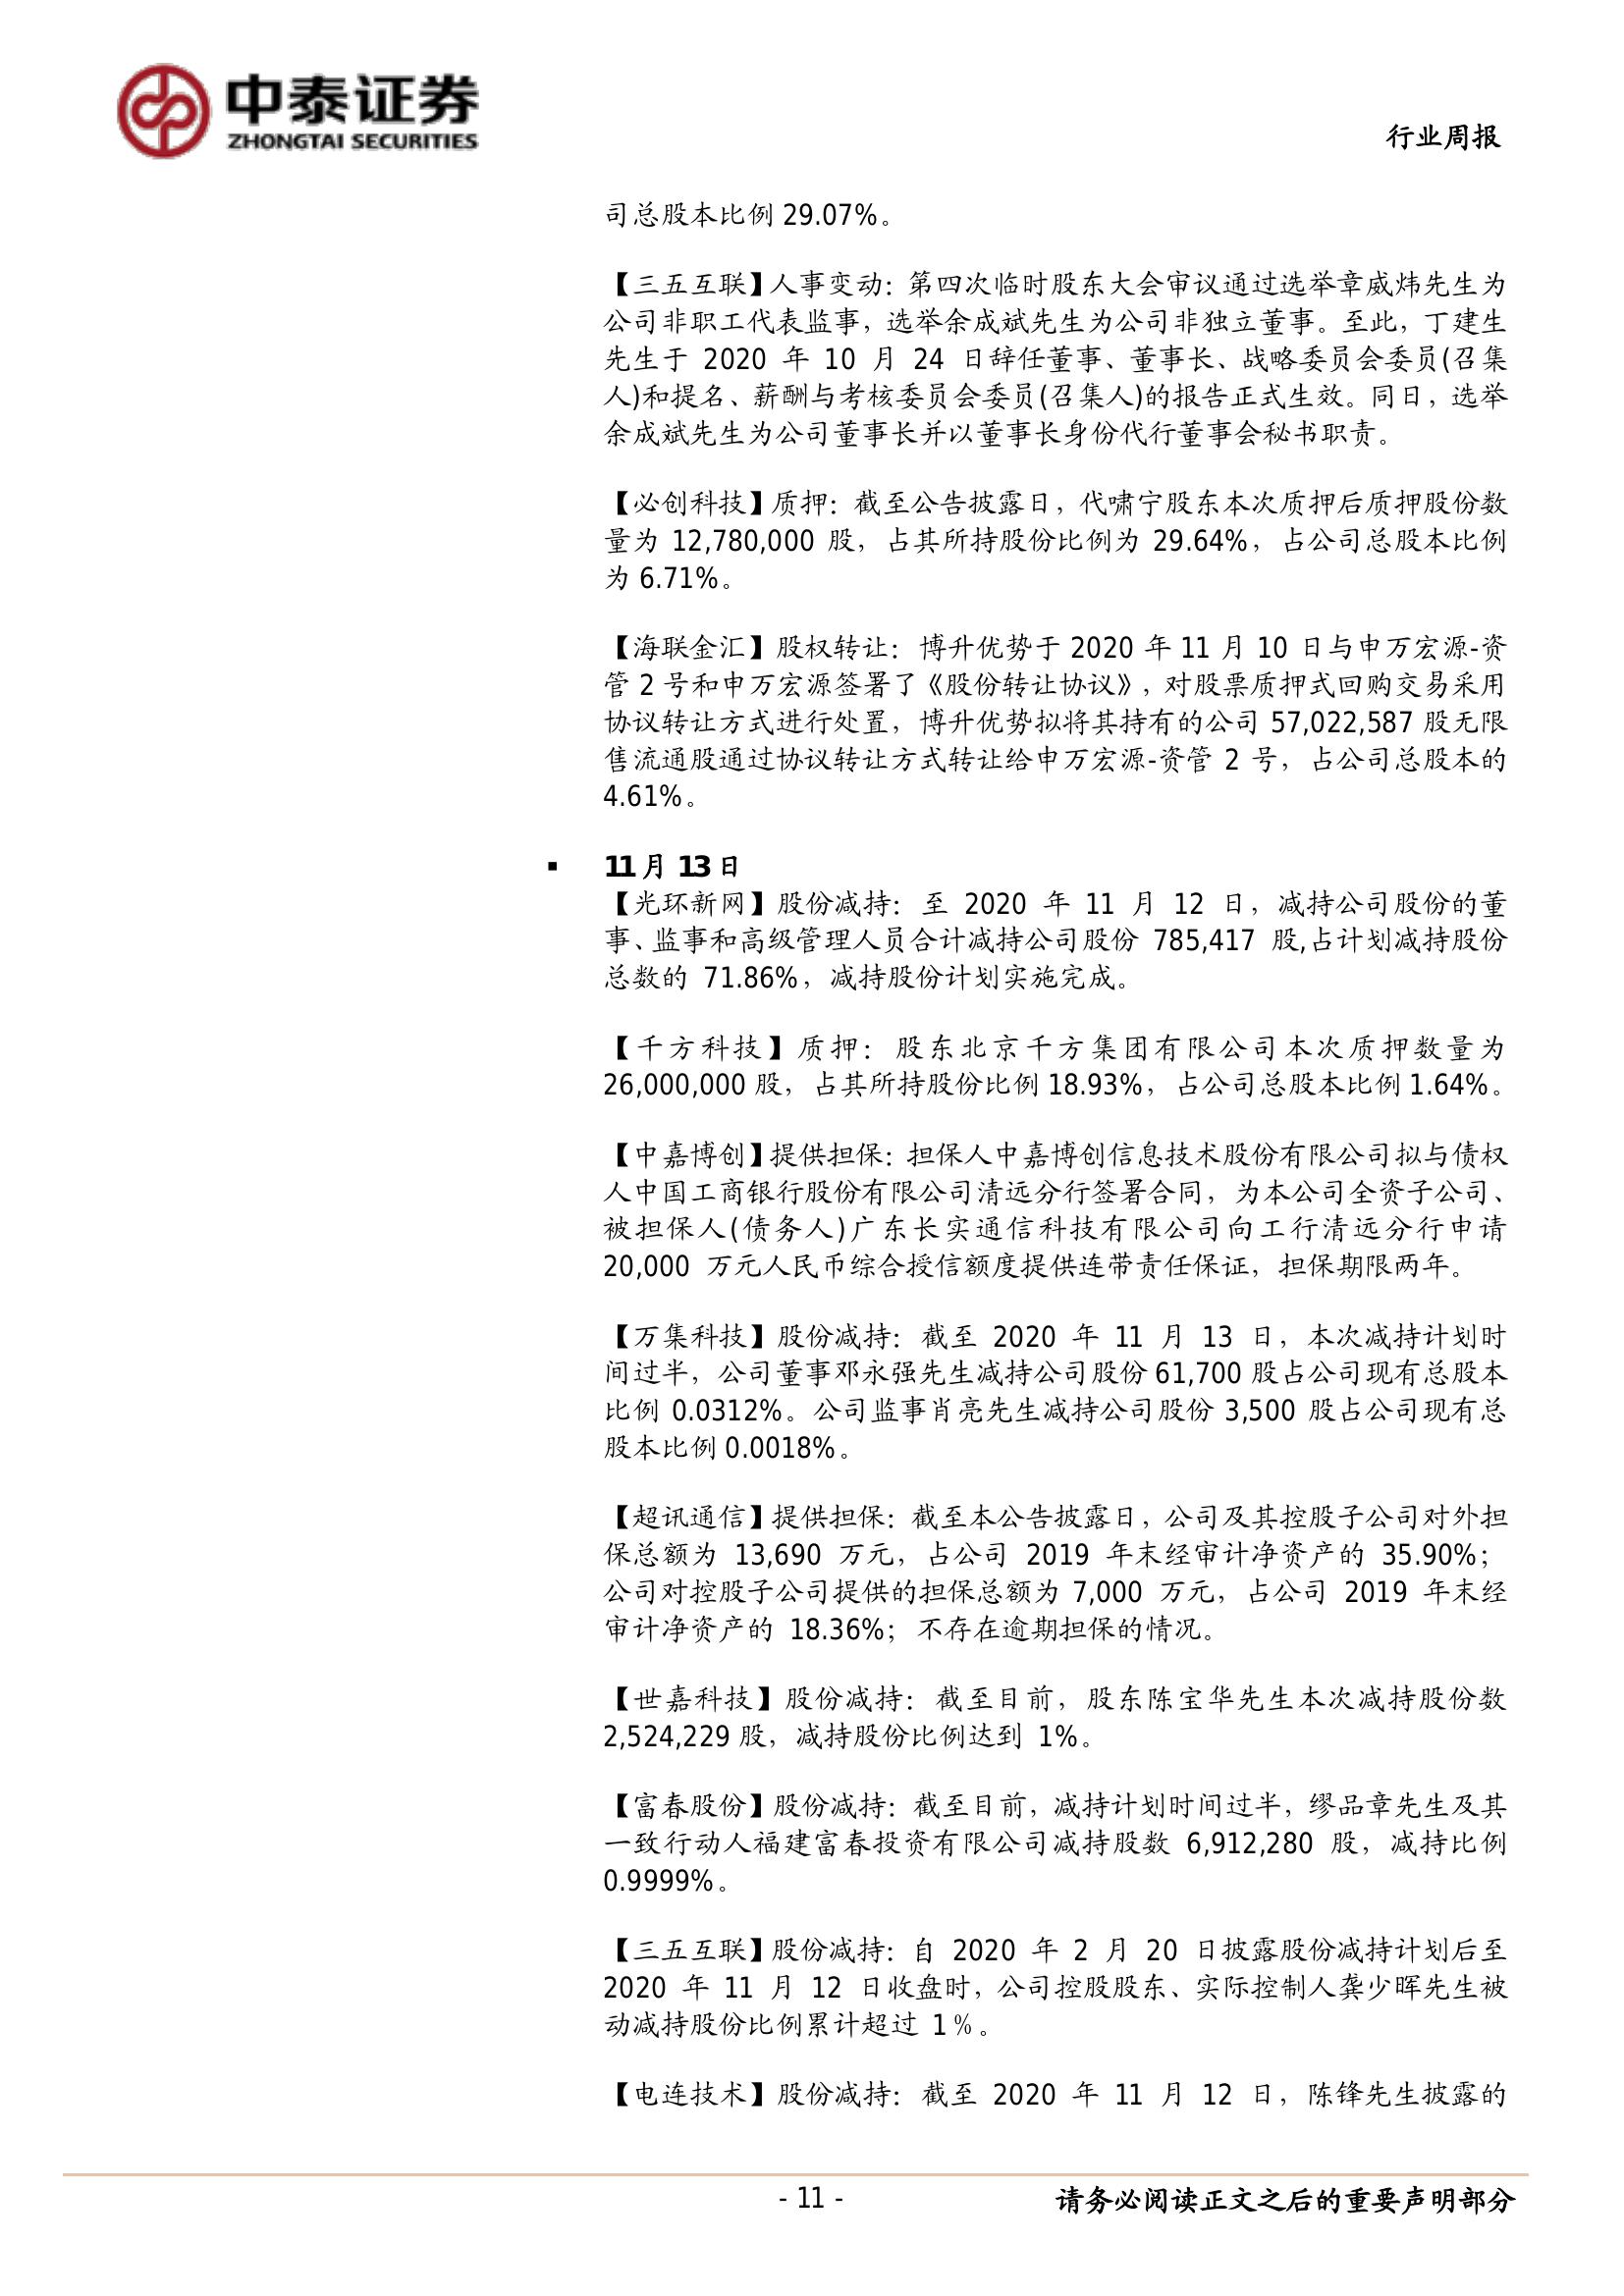 中泰证券
ZHONGTAI SECURITIES
行业周报
司总股本比例 29.07%。
【三五互联】人事变动：第四次临时股东大会审议通过选举章威炜先生为
公司非职工代表监事，选举余成斌先生为公司非独立董事。至此，丁建生
先生于 2020 年 10 月 24 日辞任董事、董事长、战略委员会委员(召集
人)和提名、薪酬与考核委员会委员(召集人)的报告正式生效。同日，选举
余成斌先生为公司董事长并以董事长身份代行董事会秘书职责。
【必创科技】质押：截至公告披露日，代啸宁股东本次质押后质押股份数
量为 12,780,000 股，占其所持股份比例为 29.64%，占公司总股本比例
为 6.71%。
【海联金汇】股权转让：博升优势于 2020 年 11 月 10 日与申万宏源-资
管 2 号和申万宏源签署了《股份转让协议》，对股票质押式回购交易采用
协议转让方式进行处置，博升优势拟将其持有的公司 57,022,587 股无限
售流通股通过协议转让方式转让给申万宏源-资管 2 号，占公司总股本的
4.61%。
▪ 11 月 13 日
【光环新网】股份减持：至 2020 年 11 月 12 日，减持公司股份的董
事、监事和高级管理人员合计减持公司股份 785,417 股,占计划减持股份
总数的 71.86%，减持股份计划实施完成。
【千方科技】质押：股东北京千方集团有限公司本次质押数量为
26,000,000 股，占其所持股份比例 18.93%，占公司总股本比例 1.64%。
【中嘉博创】提供担保：担保人中嘉博创信息技术股份有限公司拟与债权
人中国工商银行股份有限公司清远分行签署合同，为本公司全资子公司、
被担保人(债务人)广东长实通信科技有限公司向工行清远分行申请
20,000 万元人民币综合授信额度提供连带责任保证，担保期限两年。
【万集科技】股份减持：截至 2020 年 11 月 13 日，本次减持计划时
间过半，公司董事邓永强先生减持公司股份 61,700 股占公司现有总股本
比例 0.0312%。公司监事肖亮先生减持公司股份 3,500 股占公司现有总
股本比例 0.0018%。
【超讯通信】提供担保：截至本公告披露日，公司及其控股子公司对外担
保总额为 13,690 万元，占公司 2019 年末经审计净资产的 35.90%；
公司对控股子公司提供的担保总额为 7,000 万元，占公司 2019 年末经
审计净资产的 18.36%；不存在逾期担保的情况。
【世嘉科技】股份减持：截至目前，股东陈宝华先生本次减持股份数
2,524,229 股，减持股份比例达到 1%。
【富春股份】股份减持：截至目前，减持计划时间过半，缪品章先生及其
一致行动人福建富春投资有限公司减持股数 6,912,280 股，减持比例
0.9999%。
【三五互联】股份减持：自 2020 年 2 月 20 日披露股份减持计划后至
2020 年 11 月 12 日收盘时，公司控股股东、实际控制人龚少晖先生被
动减持股份比例累计超过 1％。
【电连技术】股份减持：截至 2020 年 11 月 12 日，陈锋先生披露的
- 11 -
请务必阅读正文之后的重要声明部分